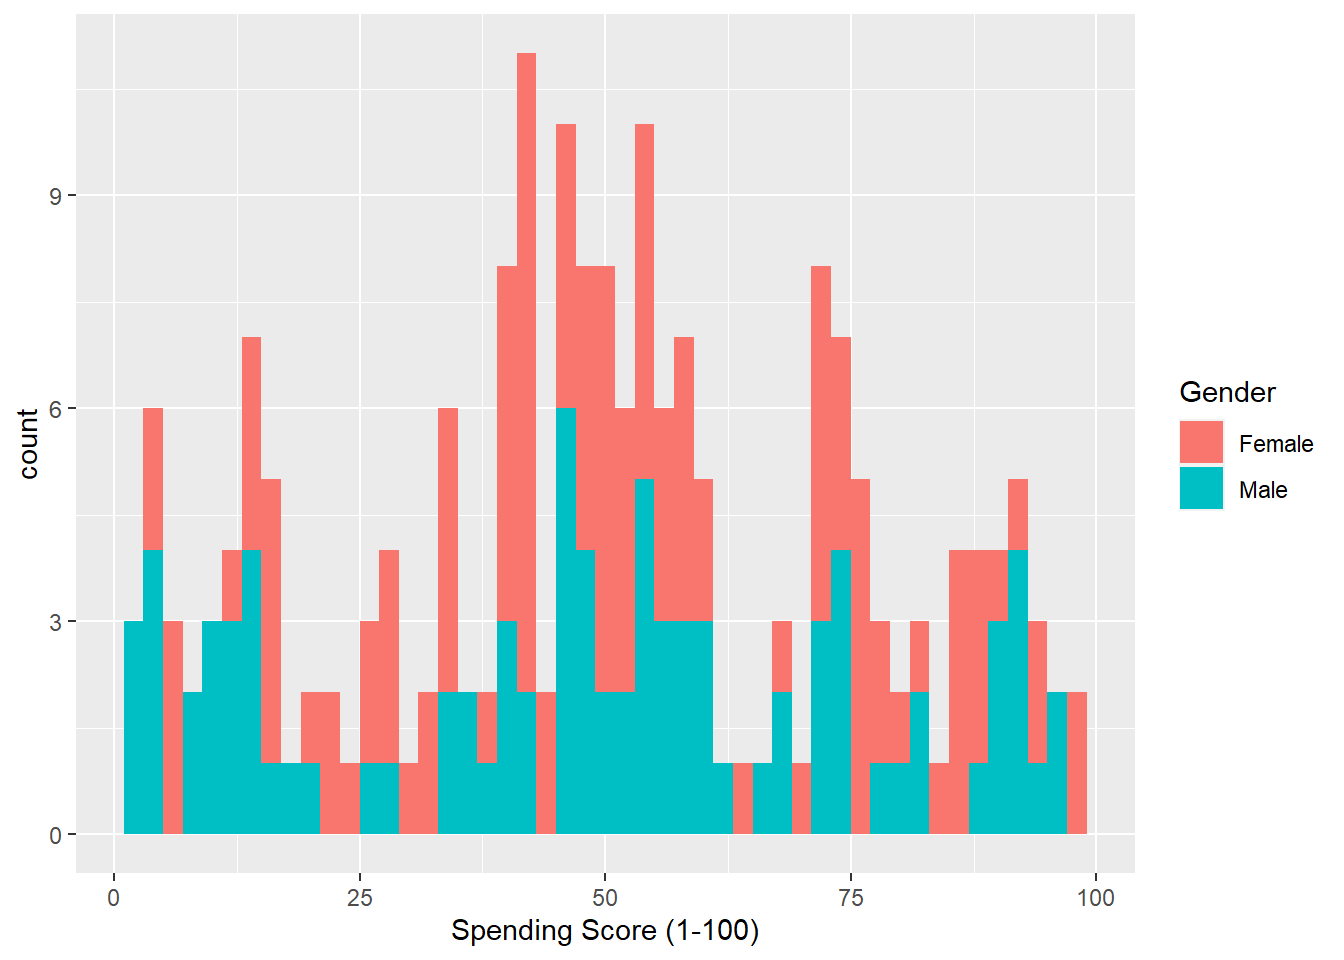 9
6
3
0
count
0 25 50 75 100
Spending Score (1-100)
Gender
Female
Male